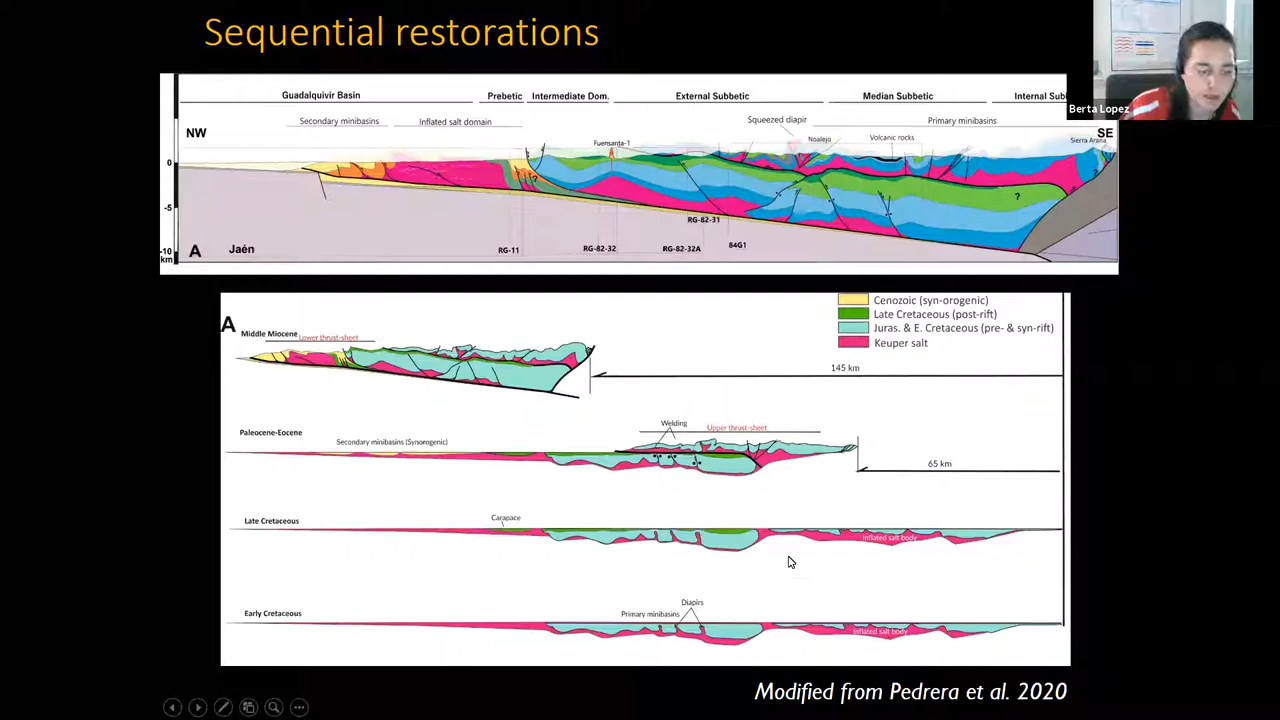 Sequential restorations
Guadalquivir Basin
Prebetic
Intermediate Dom.
External Subbetic
Median Subbetic
Internal Sub
Berta Lopez
Secondary minibasins
Inflated salt domain
Squeezed diapir
Primary minibasins
NW
Fuensanta-1
Noalejo
Volcanic rocks
SE
Sierra Arana
0
?
?
?
-5
RG-82-31
A
Jaén
RG-11
RG-82-32
RG-82-32A
84G1
-10
km
Cenozoic (syn-orogenic)
Late Cretaceous (post-rift)
Juras. & E. Cretaceous (pre- & syn-rift)
Keuper salt
A
Middle Miocene
Lower thrust-sheet
145 km
Paleocene-Eocene
Secondary minibasins (Synorogenic)
Welding
Upper thrust-sheet
65 km
Late Cretaceous
Carapace
Inflated salt body
Early Cretaceous
Diapirs
Primary minibasins
Inflated salt body
Modified from Pedrera et al. 2020